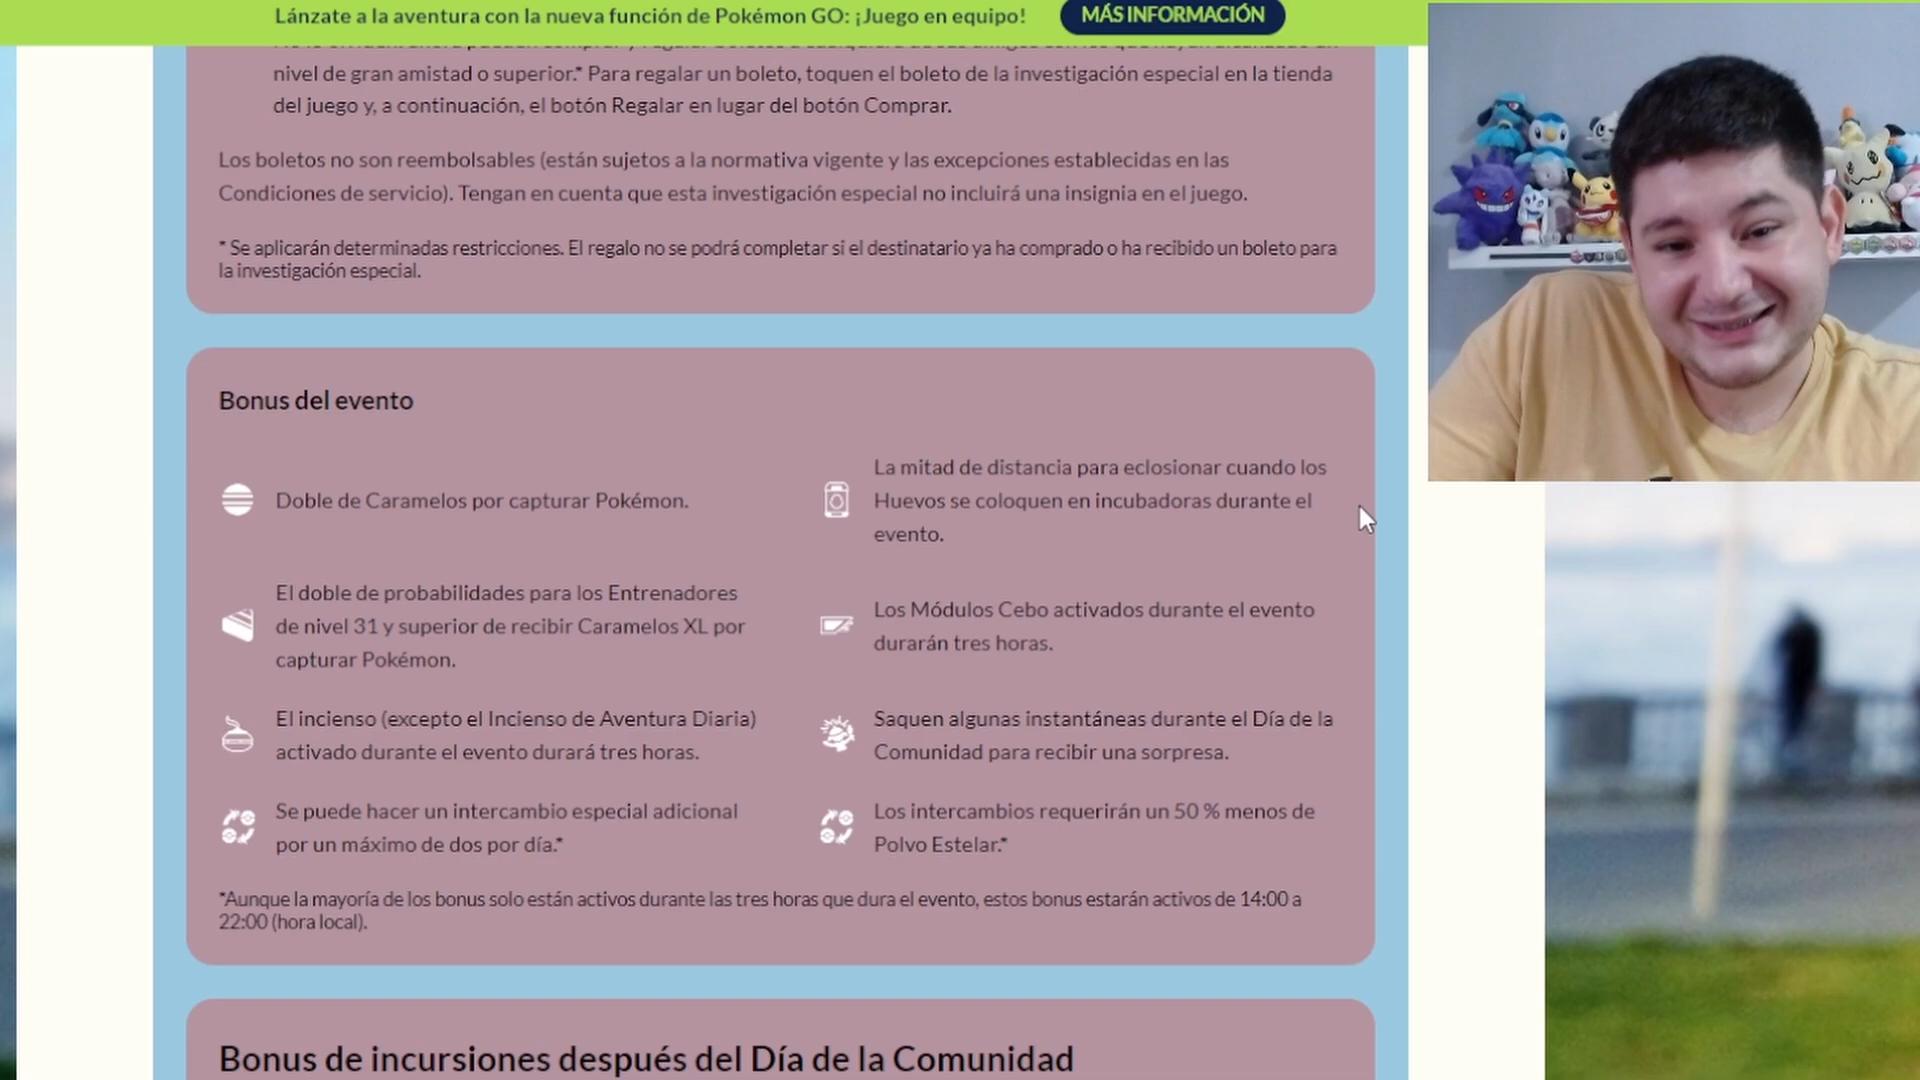 Lánzate a la aventura con la nueva función de Pokémon GO: ¡Juego en equipo!
MÁS INFORMACIÓN
nivel de gran amistad o superior.* Para regalar un boleto, toquen el boleto de la investigación especial en la tienda
del juego y, a continuación, el botón Regalar en lugar del botón Comprar.
Los boletos no son reembolsables (están sujetos a la normativa vigente y las excepciones establecidas en las
Condiciones de servicio). Tengan en cuenta que esta investigación especial no incluirá una insignia en el juego.
* Se aplicarán determinadas restricciones. El regalo no se podrá completar si el destinatario ya ha comprado o ha recibido un boleto para
la investigación especial.
Bonus del evento
Doble de Caramelos por capturar Pokémon.
La mitad de distancia para eclosionar cuando los
Huevos se coloquen en incubadoras durante el
evento.
El doble de probabilidades para los Entrenadores
de nivel 31 y superior de recibir Caramelos XL por
capturar Pokémon.
Los Módulos Cebo activados durante el evento
durarán tres horas.
El incienso (excepto el Incienso de Aventura Diaria)
activado durante el evento durará tres horas.
Saquen algunas instantáneas durante el Día de la
Comunidad para recibir una sorpresa.
Se puede hacer un intercambio especial adicional
por un máximo de dos por día.*
Los intercambios requerirán un 50 % menos de
Polvo Estelar.*
*Aunque la mayoría de los bonus solo están activos durante las tres horas que dura el evento, estos bonus estarán activos de 14:00 a
22:00 (hora local).
Bonus de incursiones después del Día de la Comunidad